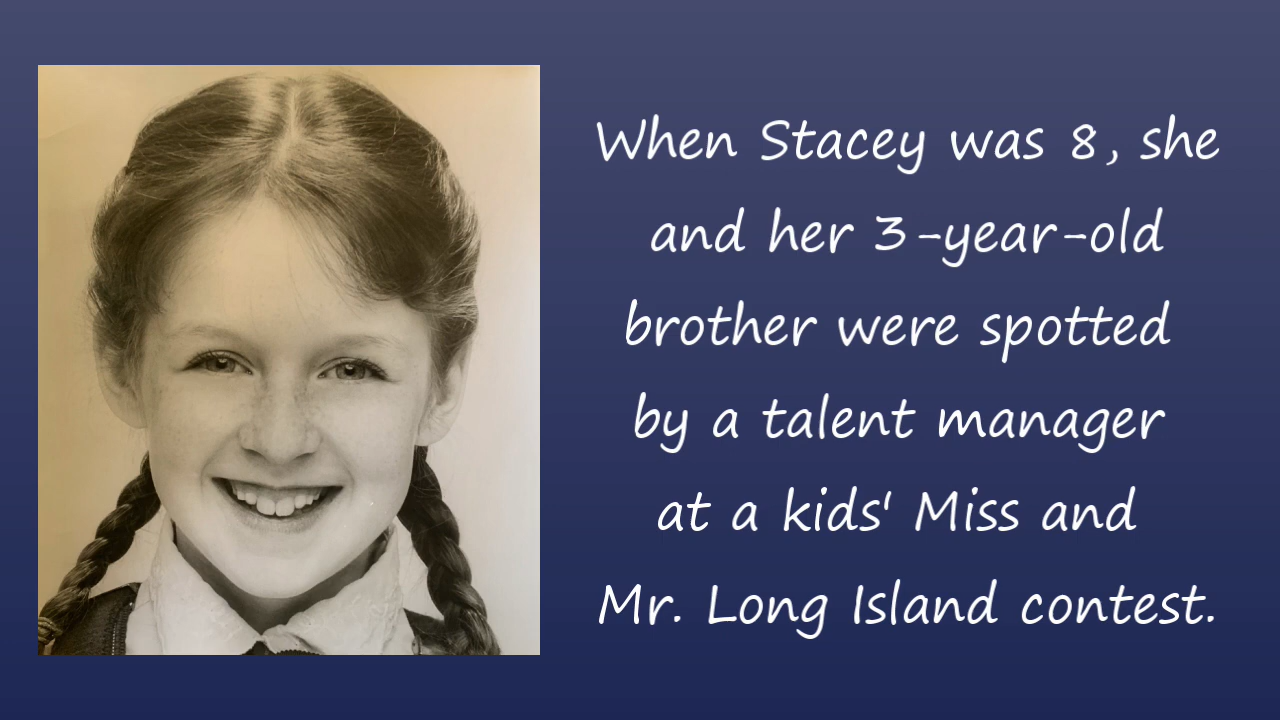 When Stacey was 8, she
and her 3-year-old
brother were spotted
by a talent manager
at a kids' Miss and
Mr. Long Island contest.